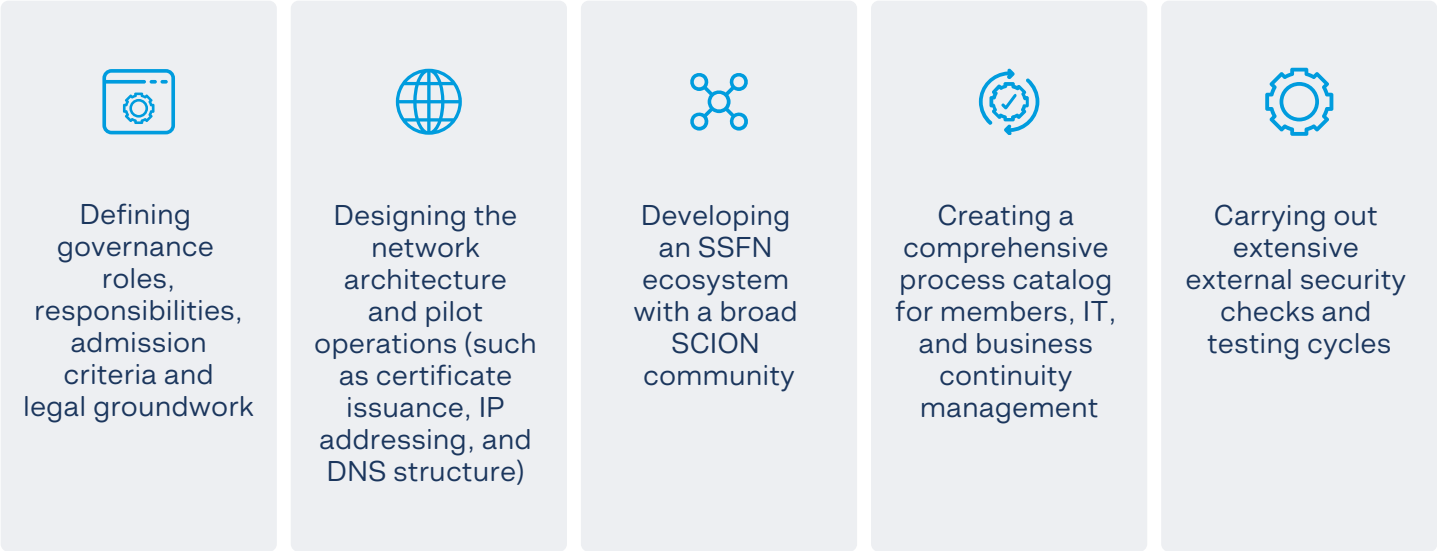 Defining
governance
roles,
responsibilities,
admission
criteria and
legal groundwork
Designing the
network
architecture
and pilot
operations (such
as certificate
issuance, IP
addressing, and
DNS structure)
Developing
an SSFN
ecosystem
with a broad
SCION
community
Creating a
comprehensive
process catalog
for members, IT,
and business
continuity
management
Carrying out
extensive
external security
checks and
testing cycles